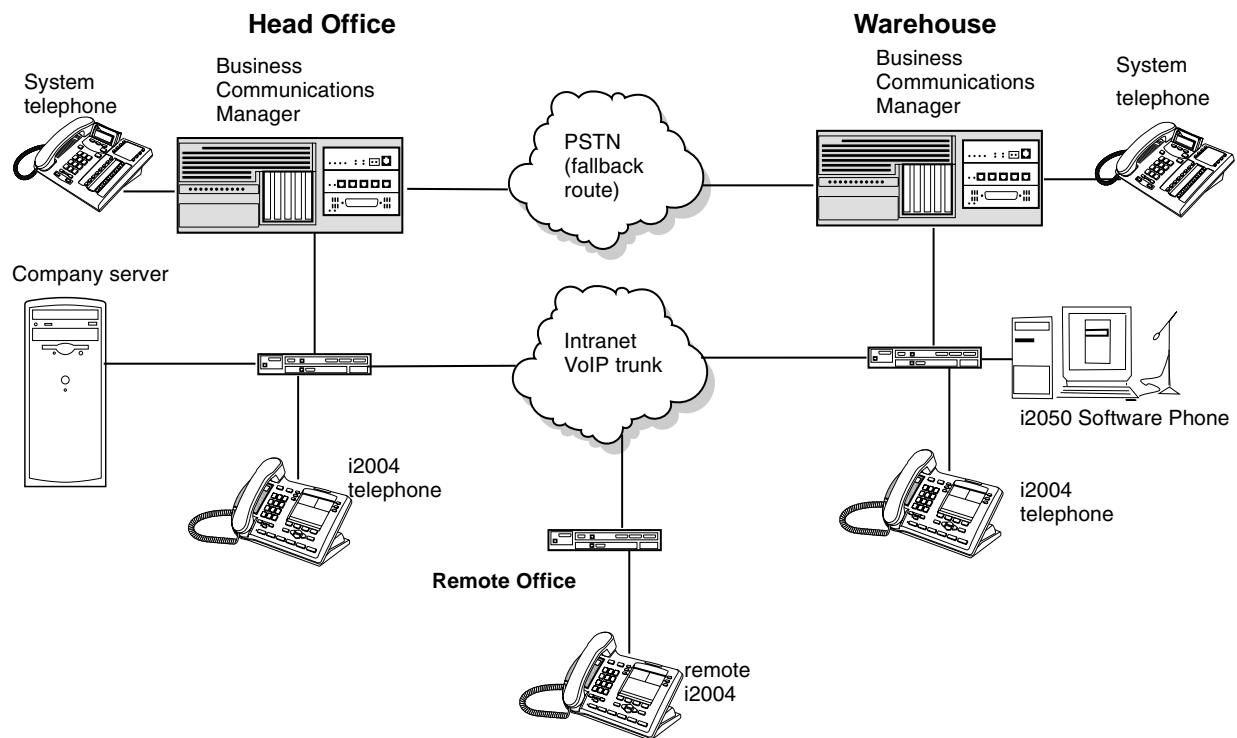 Head Office
Warehouse
System
telephone
Business
Communications
Manager
PSTN
(fallback
route)
Business
Communications
Manager
System
telephone
Company server
Intranet
VoIP trunk
i2050 Software Phone
i2004
telephone
i2004
telephone
Remote Office
remote
i2004